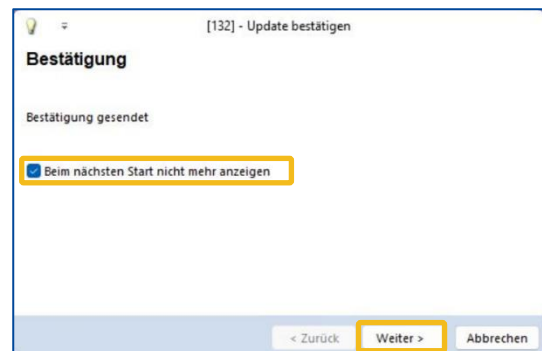 [132] - Update bestätigen
Bestätigung
Bestätigung gesendet
Beim nächsten Start nicht mehr anzeigen
< Zurück Weiter > Abbrechen